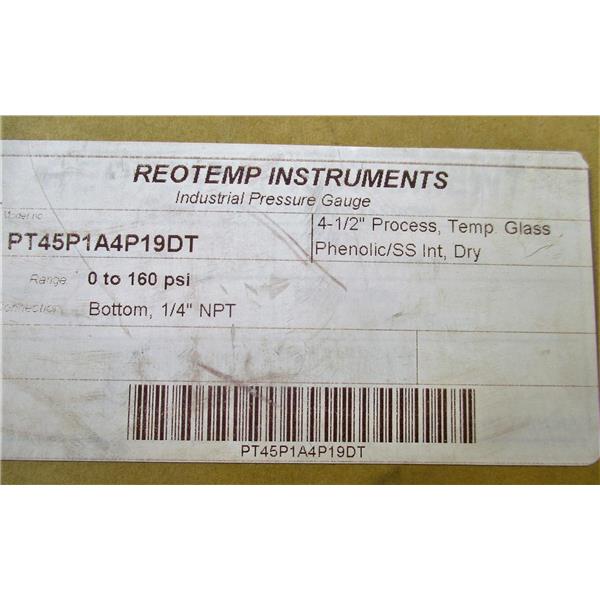 REOTEMP INSTRUMENTS
Industrial Pressure Gauge
Model no
PT45P1A4P19DT
4-1/2" Process, Temp. Glass
Phenolic/SS Int, Dry
Range: 0 to 160 psi
Connection: Bottom, 1/4" NPT
PT45P1A4P19DT